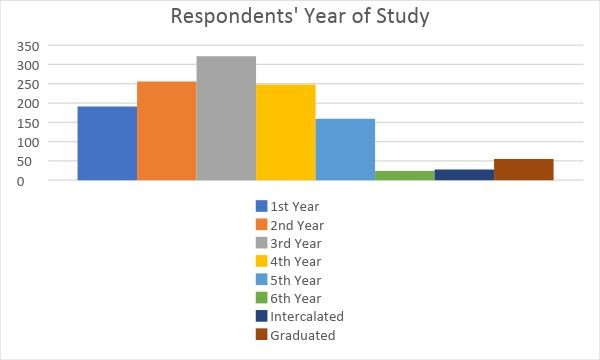 Respondents' Year of Study
350
300
250
200
150
100
50
0
1st Year
2nd Year
3rd Year
4th Year
5th Year
6th Year
Intercalated
Graduated